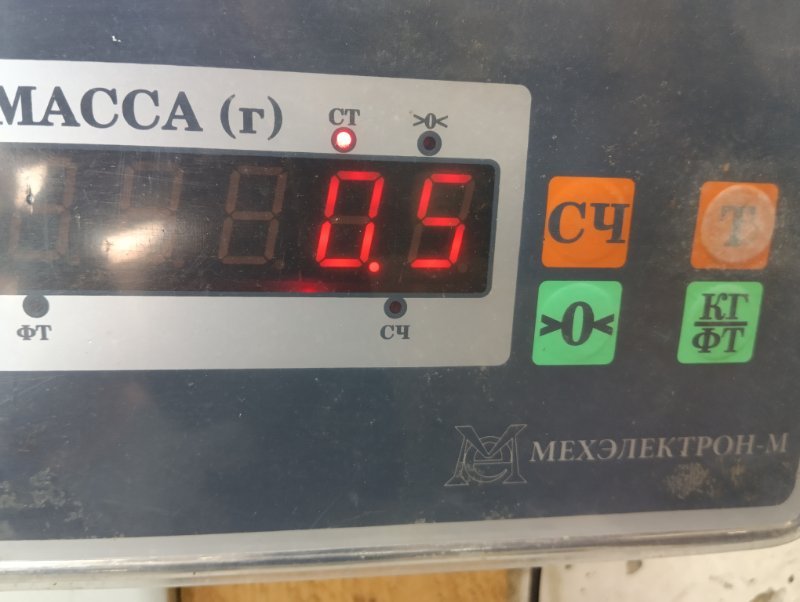 МАССА (г)
СТ >0<
0.5
ФТ СЧ
СЧ Т
>0< КГ
ФТ
МЕХЭЛЕКТРОН-М